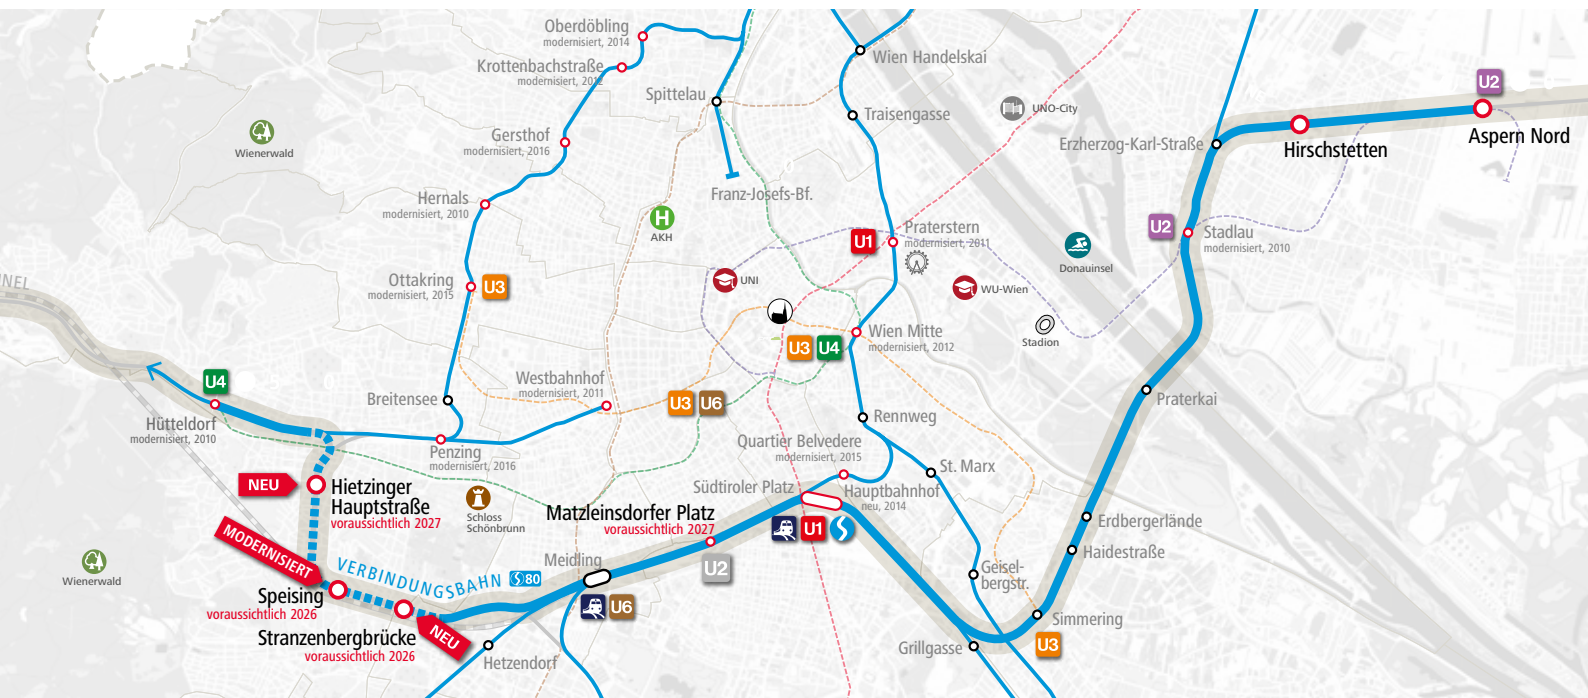 Oberdöbling
modernisiert, 2014
Krottenbachstraße
modernisiert, 2012
Spittelau
Wien Handelskai
Traisengasse
UNO-City
U2
Aspern Nord
Hirschstetten
Erzherzog-Karl-Straße
Wienerwald
Gersthof
modernisiert, 2016
Franz-Josefs-Bf.
Hernals
modernisiert, 2010
H
AKH
U1
Praterstern
modernisiert, 2011
Donauinsel
U2
Stadlau
modernisiert, 2010
Ottakring
modernisiert, 2015
U3
UNI
WU-Wien
Stadion
NEL
U3 U4
Wien Mitte
modernisiert, 2012
U4
Hütteldorf
modernisiert, 2010
Breitensee
Westbahnhof
modernisiert, 2011
U3 U6
Praterkai
Rennweg
Penzing
modernisiert, 2016
Quartier Belvedere
modernisiert, 2015
St. Marx
NEU
Hietzinger
Hauptstraße
voraussichtlich 2027
Schloss
Schönbrunn
Südtiroler Platz
Hauptbahnhof
neu, 2014
Matzleinsdorfer Platz
voraussichtlich 2027
U1
S
Erdbergerlände
Haidestraße
MODERNISIERT
VERBINDUNGSBAHN S 80
Meidling
U2
Geisel-
bergstr.
Wienerwald
Speising
voraussichtlich 2026
U6
Simmering
Stranzenbergbrücke
voraussichtlich 2026
NEU
Hetzendorf
Grillgasse
U3